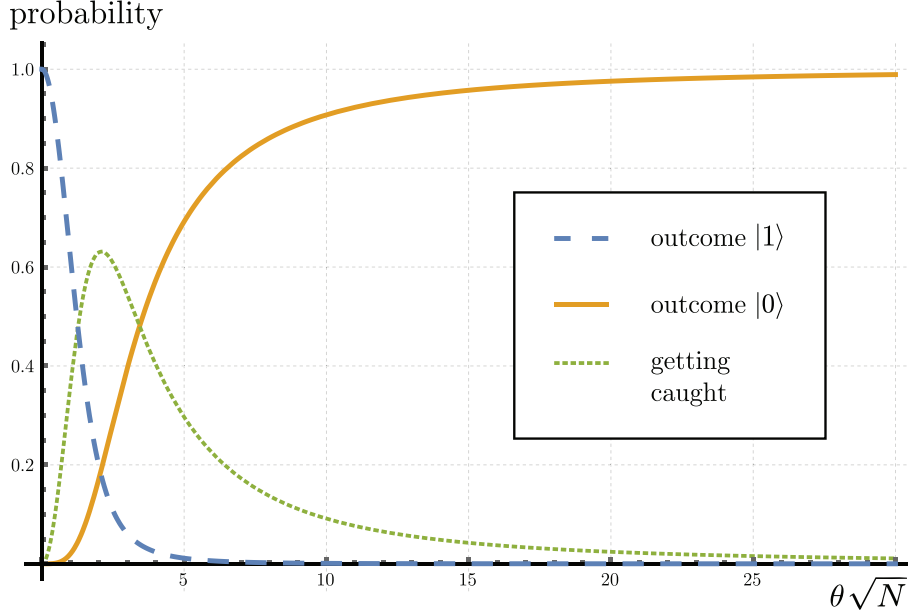 probability
1.0
0.8
0.6
0.4
0.2
5
10
15
20
25
θ√N
outcome |1⟩
outcome |0⟩
getting
caught